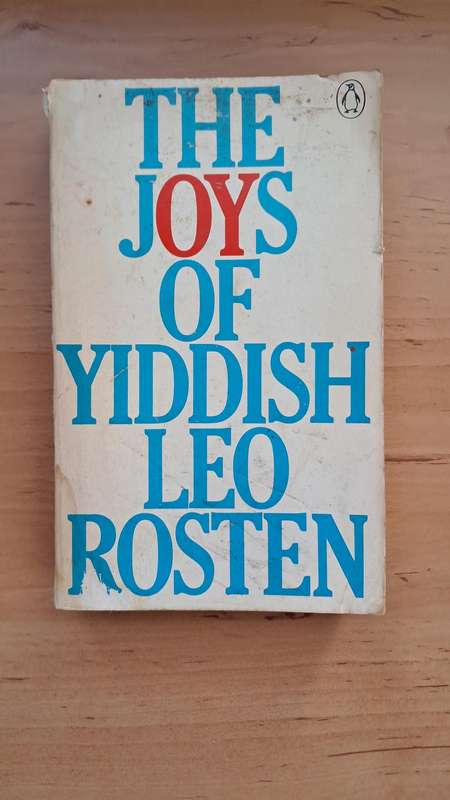 THE
JOYS
OF
YIDDISH
LEO
ROSTEN